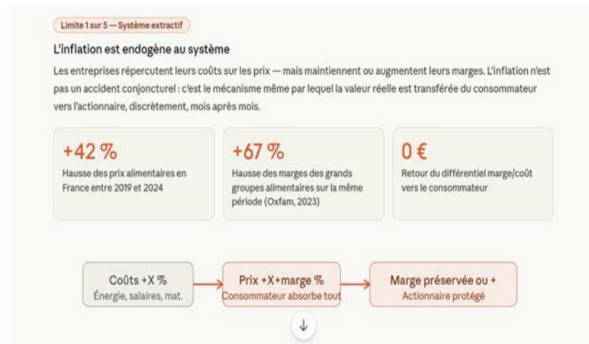 Limite 1 sur 5 — Système extractif
L'inflation est endogène au système
Les entreprises répercutent leurs coûts sur les prix — mais maintiennent ou augmentent leurs marges. L'inflation n'est
pas un accident conjoncturel : c'est le mécanisme même par lequel la valeur réelle est transférée du consommateur
vers l'actionnaire, discrètement, mois après mois.
+42 %
Hausse des prix alimentaires en
France entre 2019 et 2024
+67 %
Hausse des marges des grands
groupes alimentaires sur la même
période (Oxfam, 2023)
0 €
Retour du différentiel marge/coût
vers le consommateur
Coûts +X %
Énergie, salaires, mat.
Prix +X+marge %
Consommateur absorbe tout
Marge préservée ou +
Actionnaire protégé